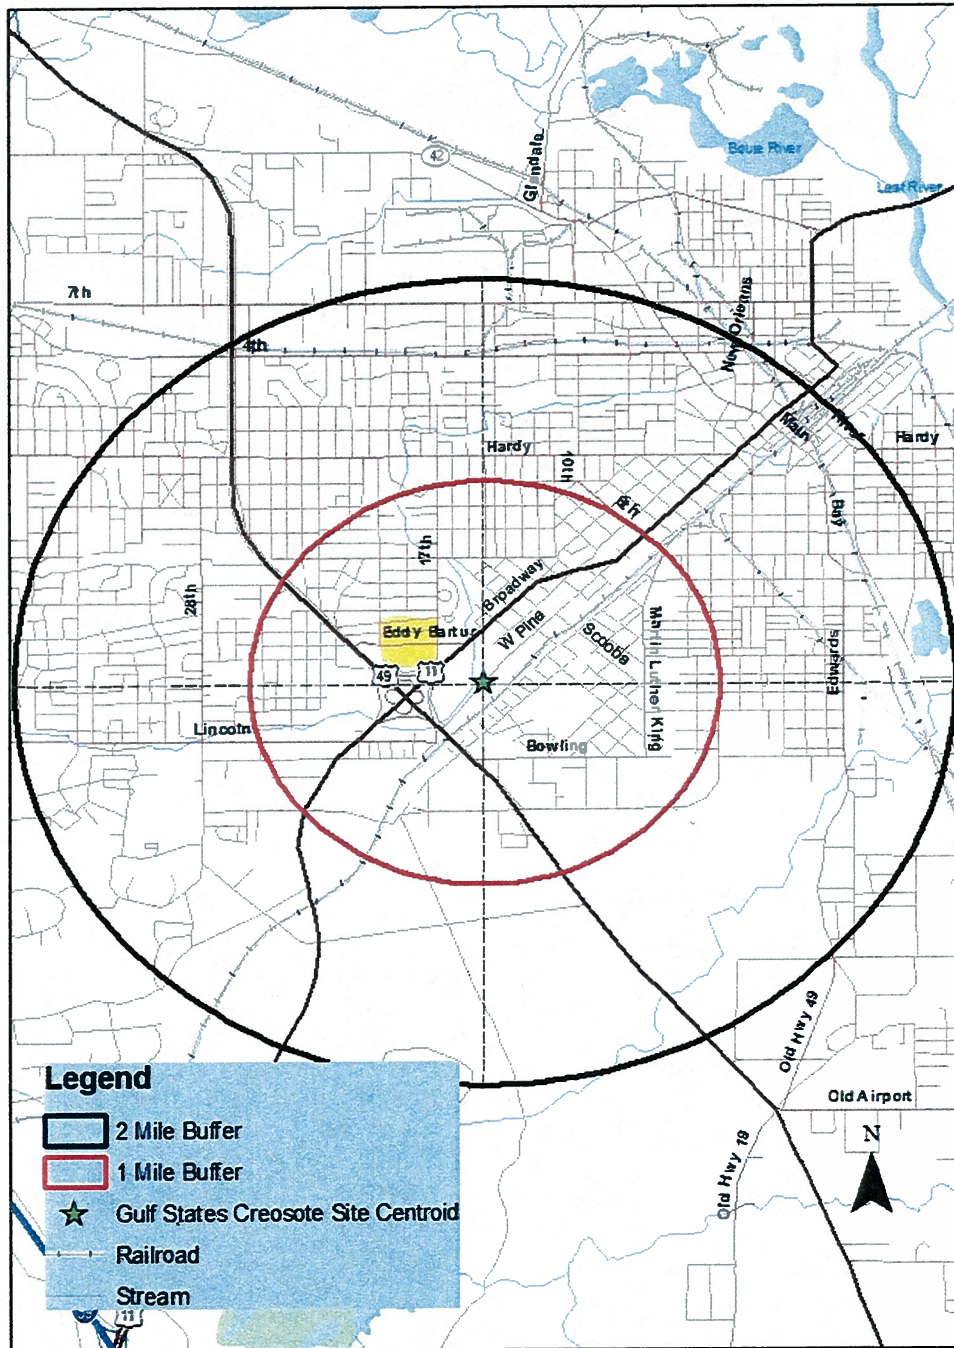 42
Glendale
Bouie River
Leaf River
7th
4th
New Orleans
Hardy
10th
Main
River
Hardy
6th
Bay
17th
28th
Broadway
W Pine
Scooba
Martin Luther King
Edwards
49
11
Lincoln
Bowling
Old Hwy 49
Old Airport
N
Old Hwy 19
Legend
2 Mile Buffer
1 Mile Buffer
Gulf States Creosote Site Centroid
Railroad
Stream
11